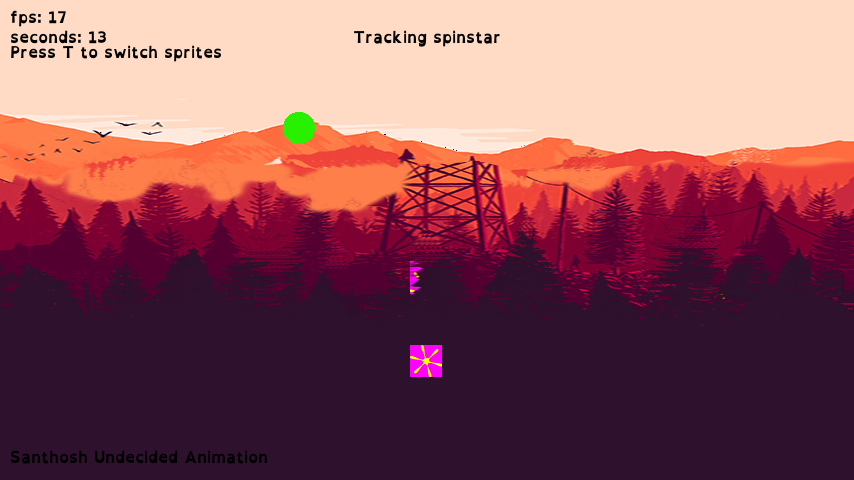 fps: 17
seconds: 13
Tracking spinstar
Press T to switch sprites
Santhosh Undecided Animation